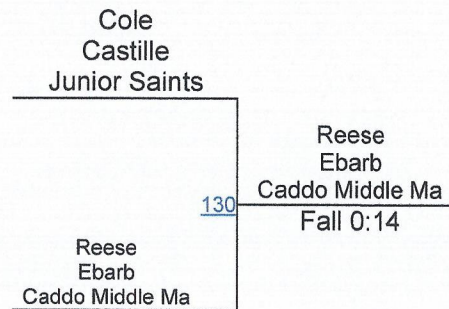 Cole
Castille
Junior Saints
Reese
Ebarb
Caddo Middle Ma
130
Fall 0:14
Reese
Ebarb
Caddo Middle Ma